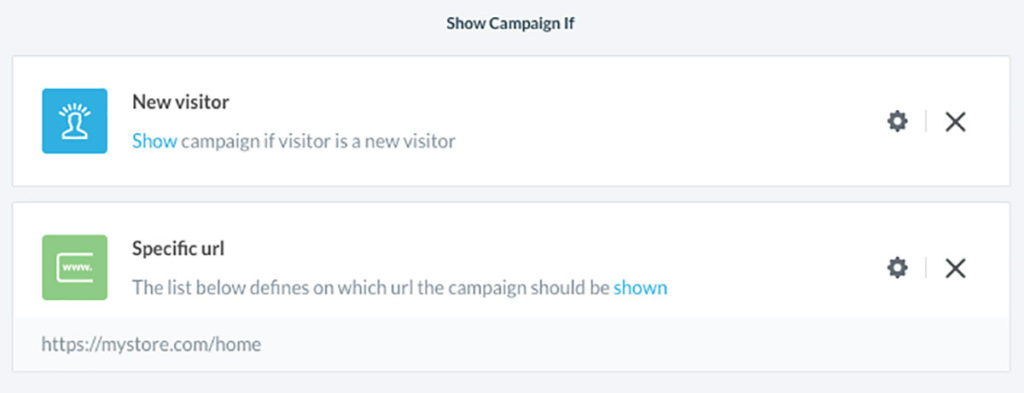 Show Campaign If
New visitor
Show campaign if visitor is a new visitor
www.
Specific url
The list below defines on which url the campaign should be shown
https://mystore.com/home